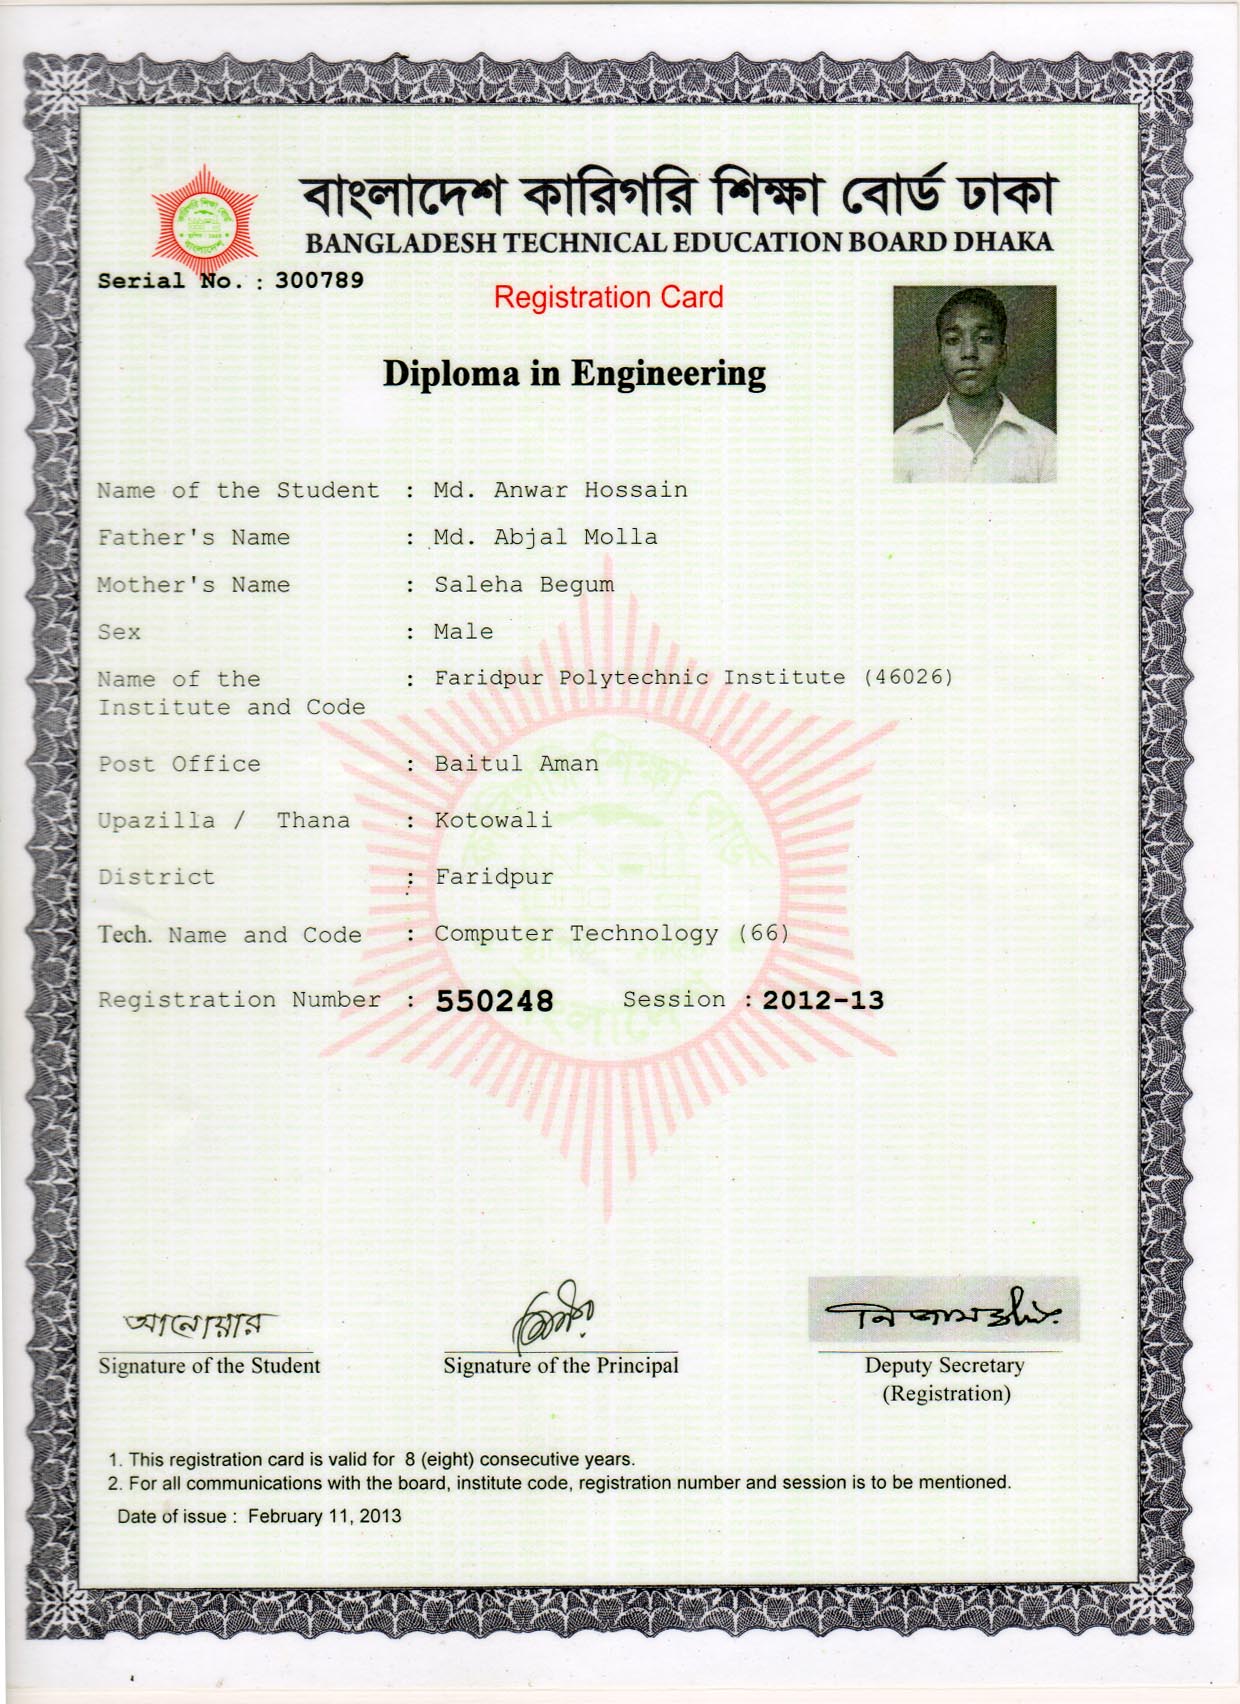 বাংলাদেশ কারিগরি শিক্ষা বোর্ড ঢাকা
BANGLADESH TECHNICAL EDUCATION BOARD DHAKA
Serial No. : 300789
Registration Card
Diploma in Engineering
Name of the Student : Md. Anwar Hossain
Father's Name : Md. Abjal Molla
Mother's Name : Saleha Begum
Sex : Male
Name of the : Faridpur Polytechnic Institute (46026)
Institute and Code
Post Office : Baitul Aman
Upazilla / Thana : Kotowali
District : Faridpur
Tech. Name and Code : Computer Technology (66)
Registration Number : 550248 Session : 2012-13
আনোয়ার
Signature of the Student Signature of the Principal Deputy Secretary
(Registration)
1. This registration card is valid for 8 (eight) consecutive years.
2. For all communications with the board, institute code, registration number and session is to be mentioned.
Date of issue : February 11, 2013